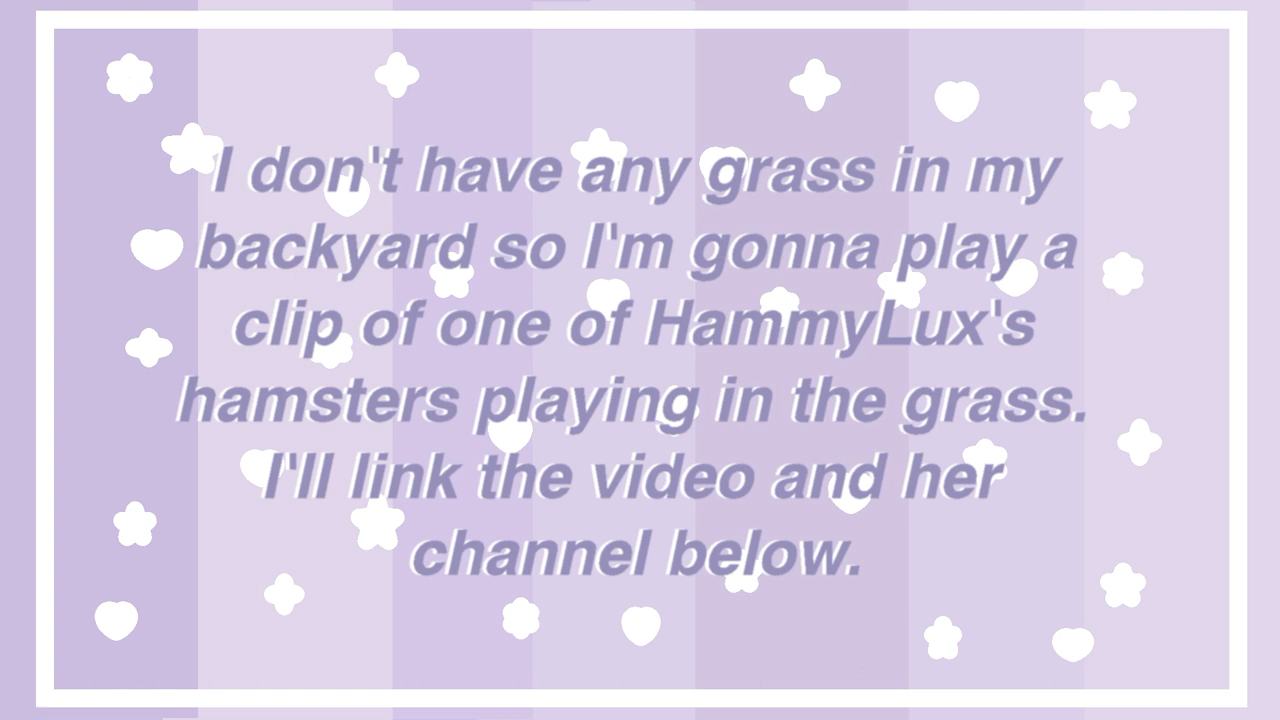 I don't have any grass in my
backyard so I'm gonna play a
clip of one of HammyLux's
hamsters playing in the grass.
I'll link the video and her
channel below.